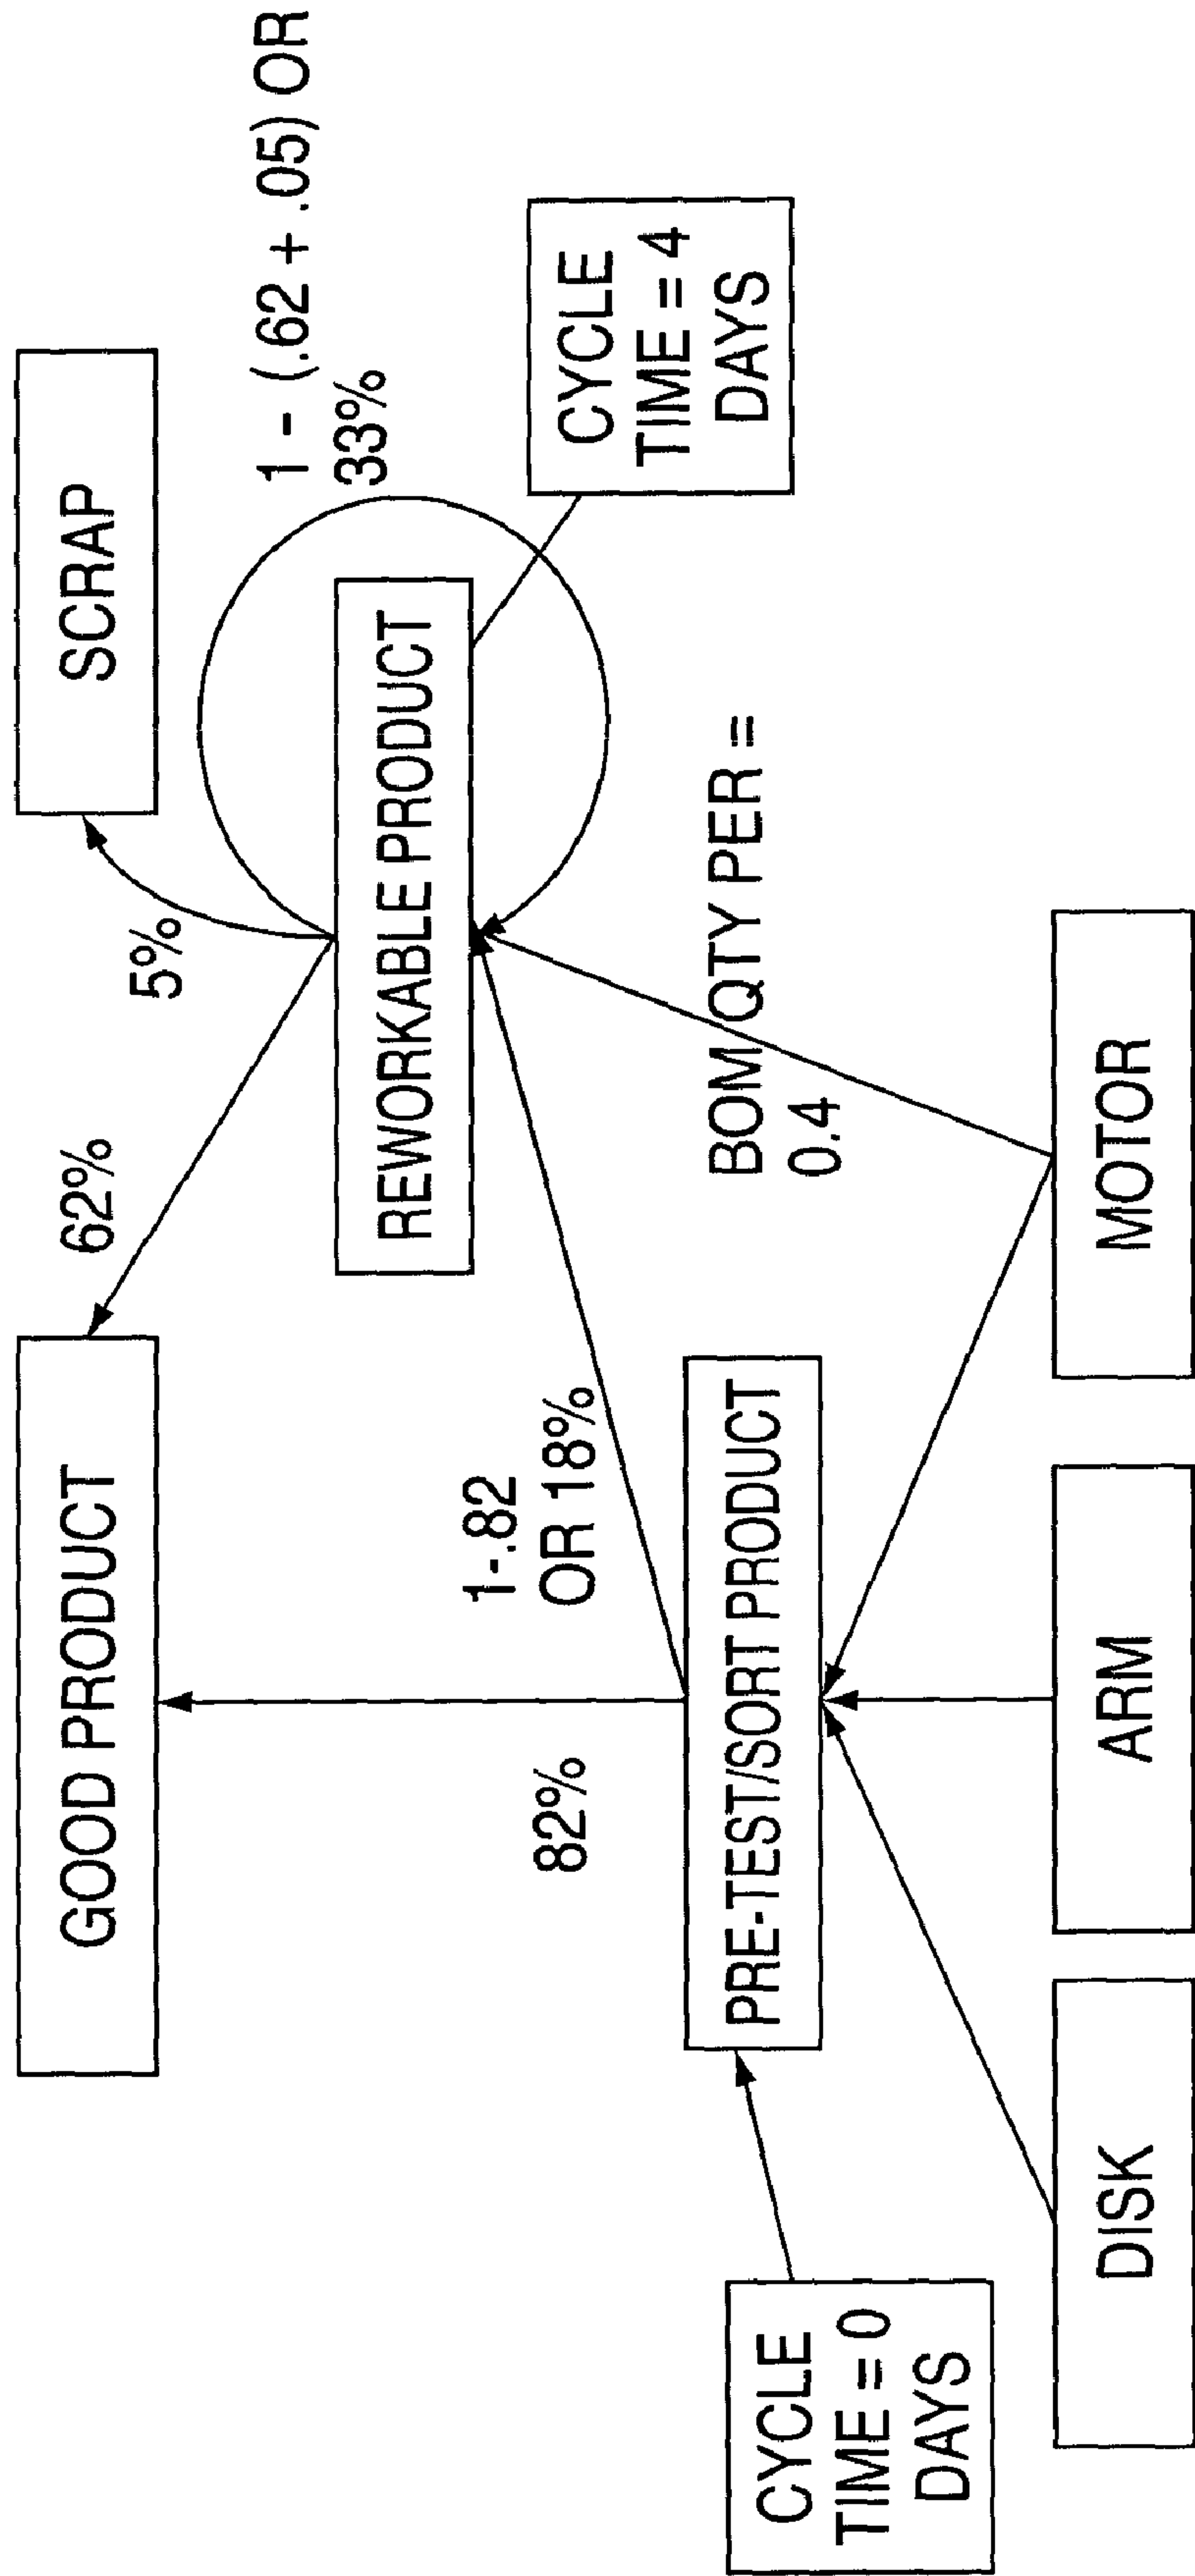 GOOD PRODUCT
SCRAP
62%
5%
1 - (.62 + .05) OR
33%
REWORKABLE PRODUCT
82%
1-.82
OR 18%
CYCLE
TIME = 4
DAYS
PRE-TEST/SORT PRODUCT
BOM QTY PER =
0.4
CYCLE
TIME = 0
DAYS
DISK
ARM
MOTOR